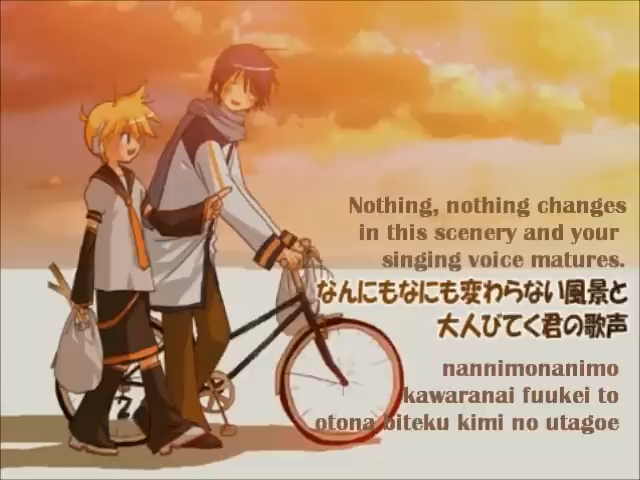 Nothing, nothing changes
in this scenery and your
singing voice matures.
なんにもなにも変わらない風景と
大人びてく君の歌声
nannimonanimo
kawaranai fuukei to
otona biteku kimi no utagoe